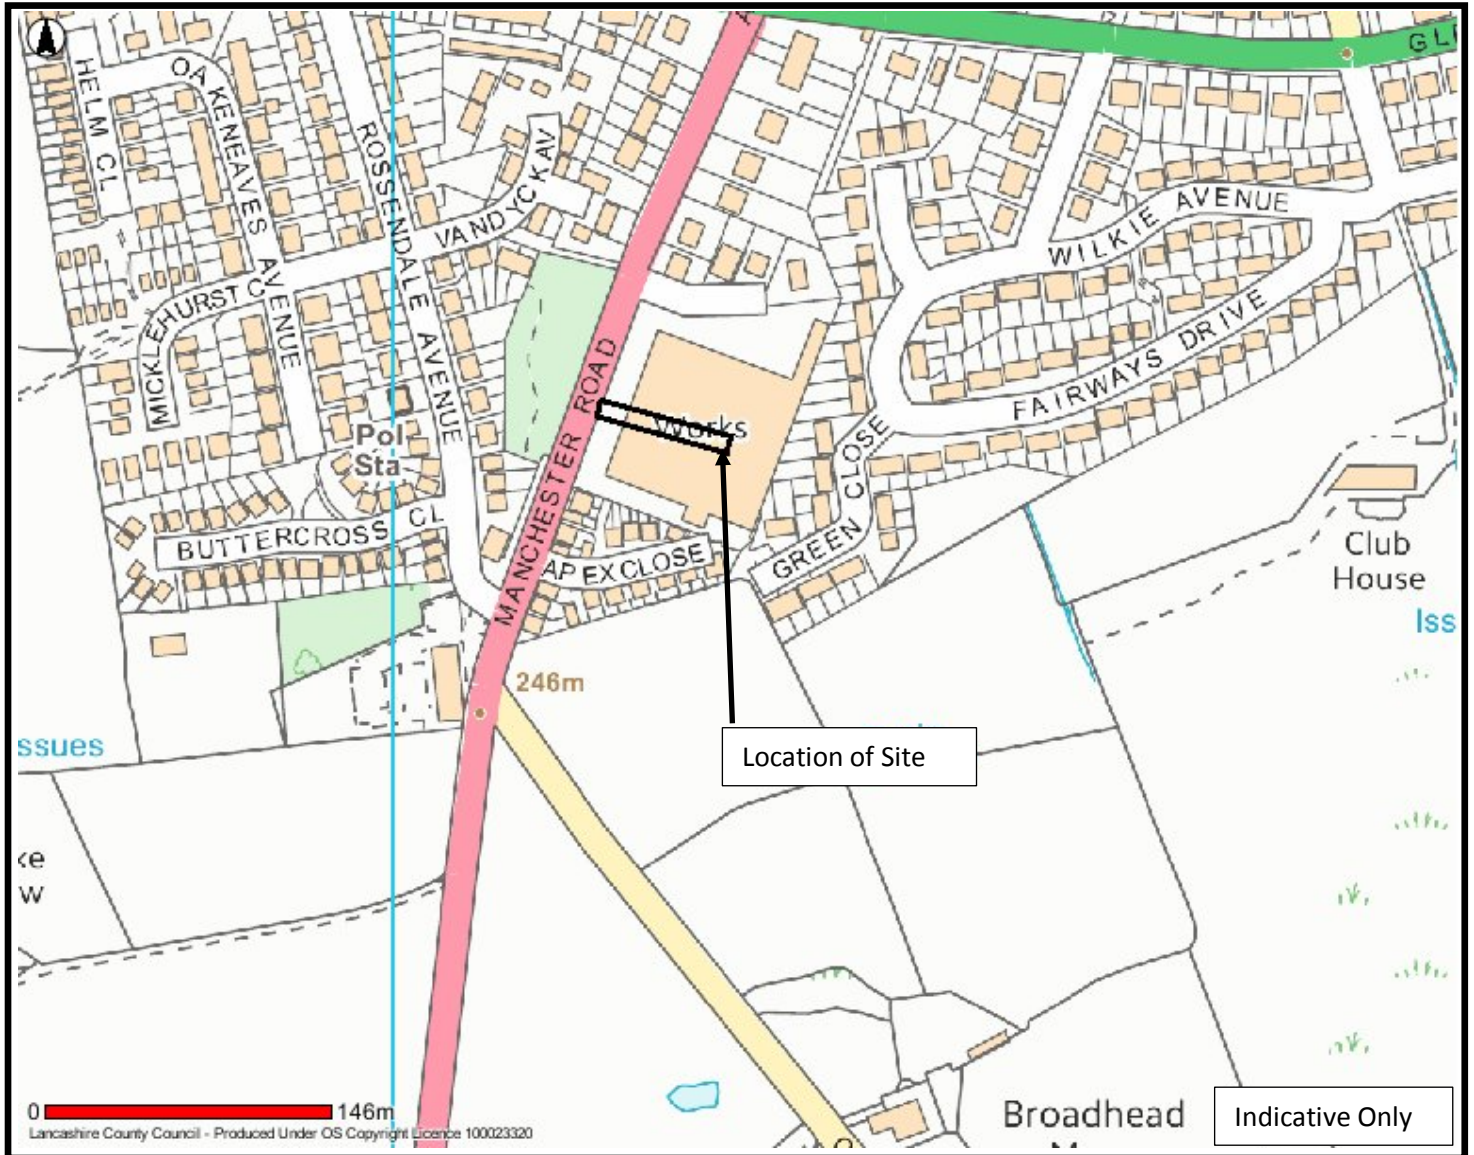 GL
HELM CL
OAKENEAVES AVENUE
ROSSENDALE AVENUE
VANDYCK AV
MICKLEHURST C
WILKIE AVENUE
FAIRWAYS DRIVE
MANCHESTER ROAD
Works
Pol
Sta
GREEN CLOSE
BUTTERCROSS CL
APEX CLOSE
Club
House
Iss
246m
ssues
Location of Site
ke
w
0
146m
Lancashire County Council - Produced Under OS Copyright Licence 100023320
Broadhead
Indicative Only